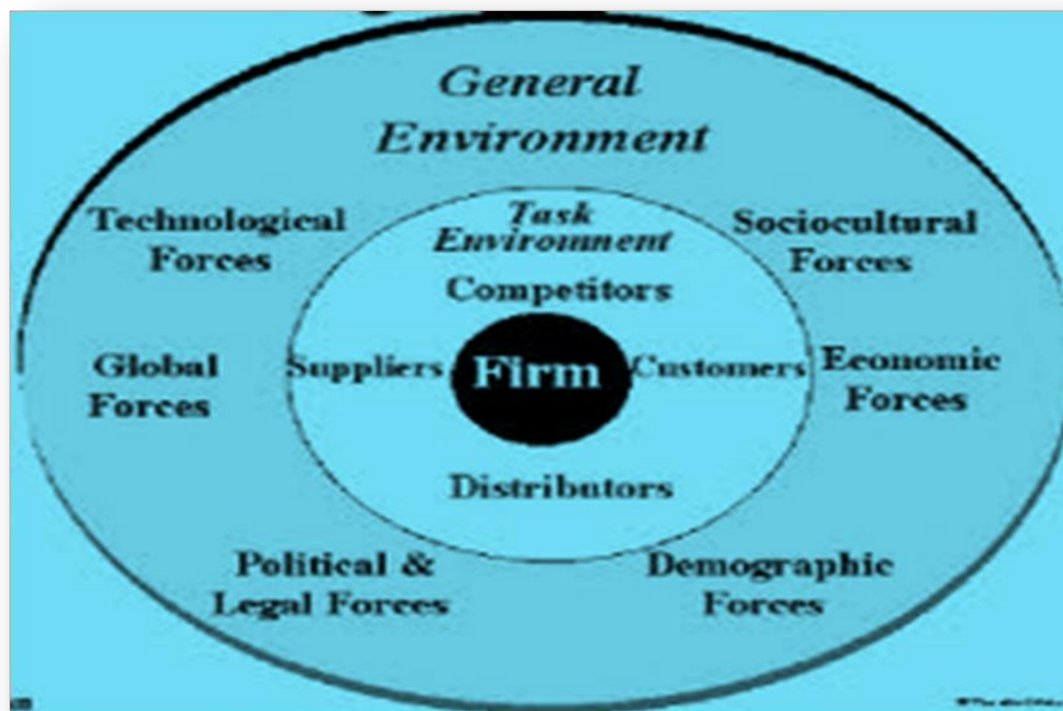 General
Environment
Technological
Forces
Sociocultural
Forces
Task
Environment
Competitors
Global
Forces
Suppliers
Firm
Customers
Economic
Forces
Distributors
Political &
Legal Forces
Demographic
Forces